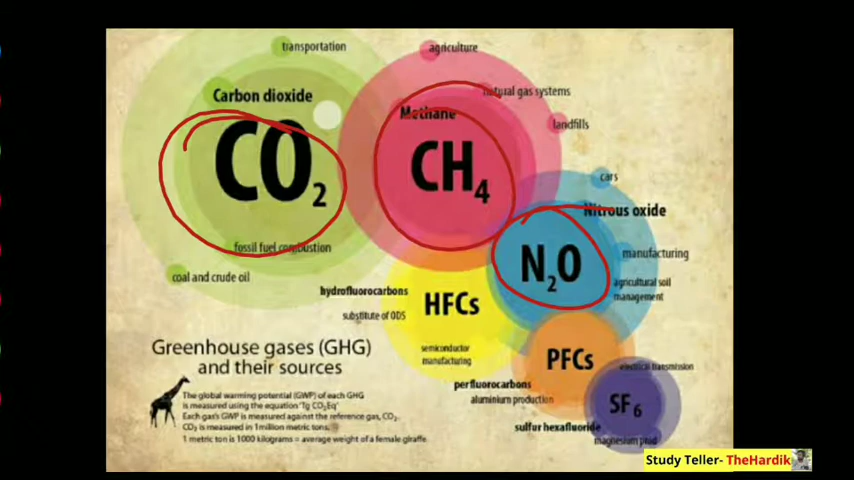 transportation
agriculture
Carbon dioxide
natural gas systems
Methane
landfills
CO2
CH4
cars
Nitrous oxide
fossil fuel combustion
N2O
manufacturing
coal and crude oil
agricultural soil
management
hydrofluorocarbons
HFCs
substitute of ODS
semiconductor
manufacturing
Greenhouse gases (GHG)
and their sources
PFCs
electrical transmission
perfluorocarbons
aluminium production
SF6
sulfur hexafluoride
magnesium prod
The global warming potential (GWP) of each GHG
is measured using the equation 'Tg CO2Eq'
Each gas's GWP is measured against the reference gas, CO2.
CO2 is measured in 1million metric tons.
1 metric ton is 1000 kilograms = average weight of a female giraffe
Study Teller- TheHardik